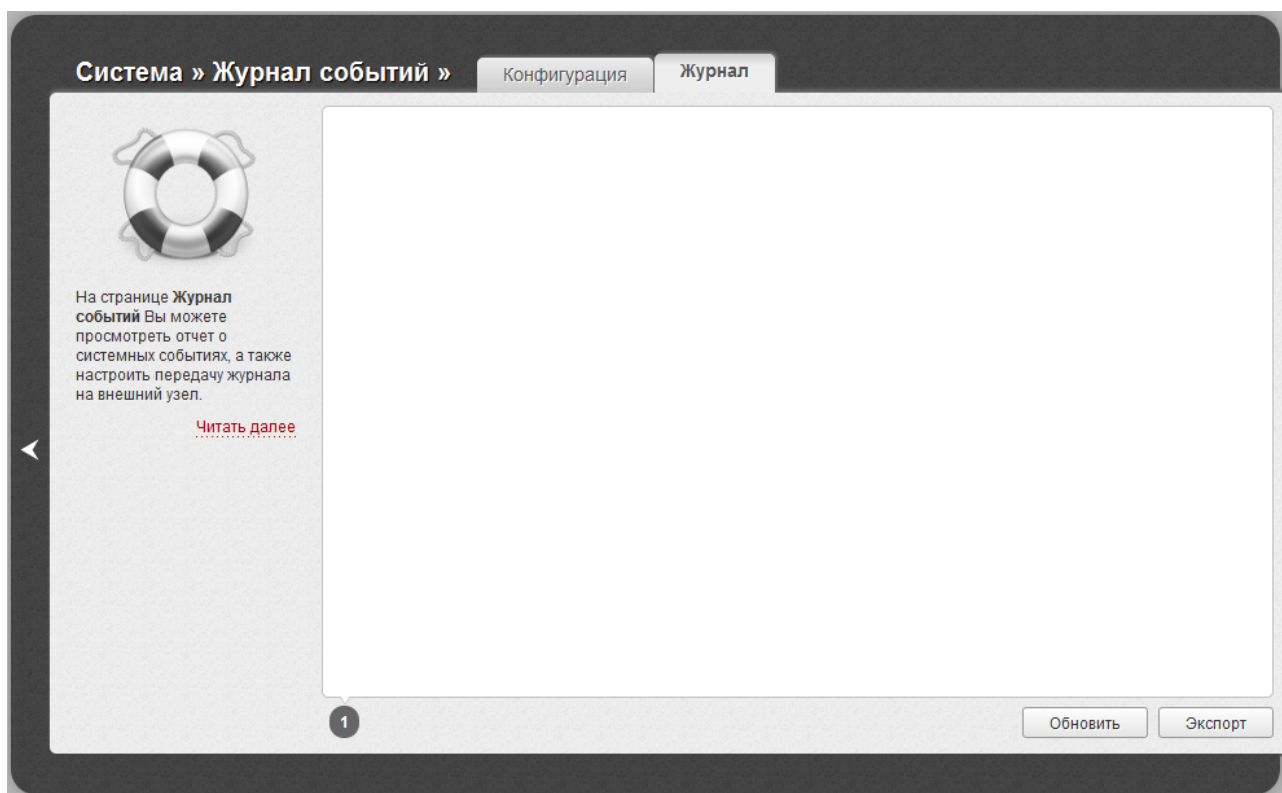 Система » Журнал событий »
Конфигурация
Журнал
На странице Журнал
событий Вы можете
просмотреть отчет о
системных событиях, а также
настроить передачу журнала
на внешний узел.
Читать далее
1
Обновить
Экспорт